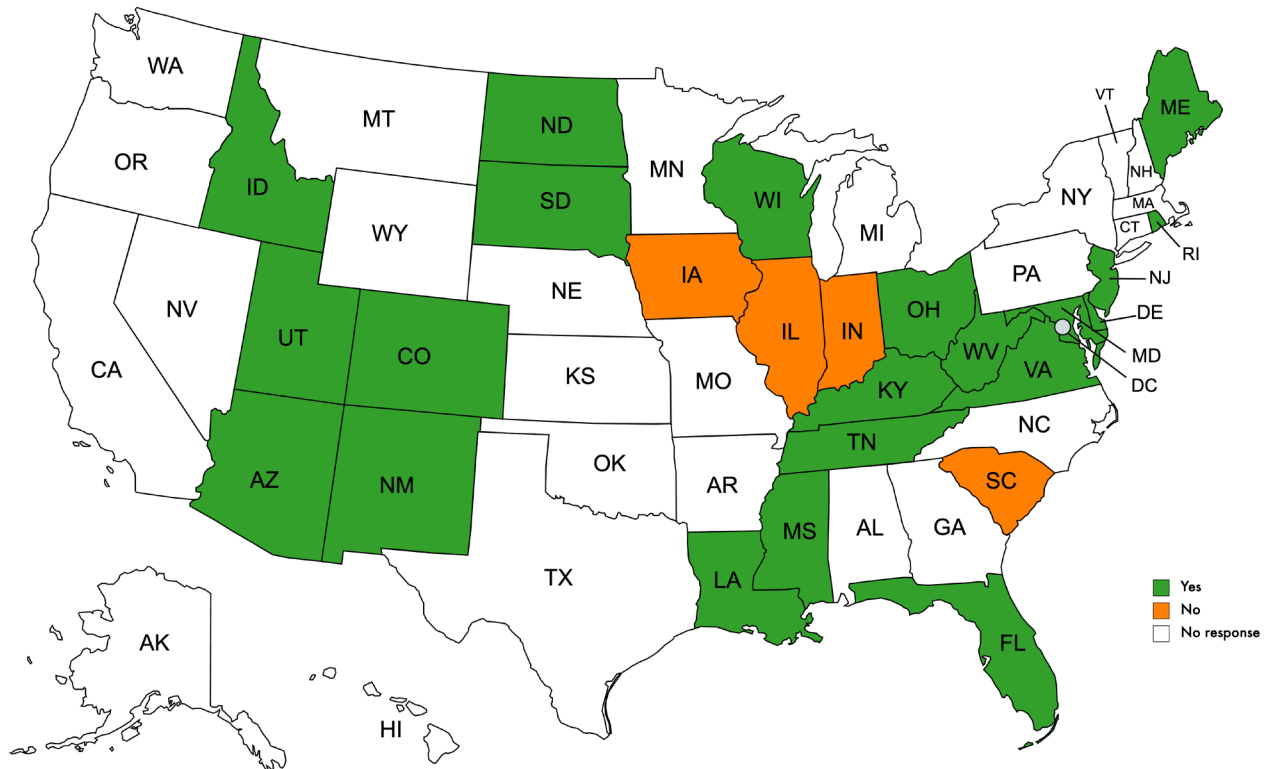 WA
MT
ND
MN
VT
ME
OR
ID
SD
WI
MI
NY
NH
MA
CT
RI
WY
IA
NE
PA
NJ
NV
UT
CO
IL
IN
OH
DE
CA
KS
MO
WV
VA
MD
DC
KY
NC
AZ
NM
OK
TN
AR
SC
MS
AL
GA
TX
LA
AK
HI
FL
Yes
No
No response